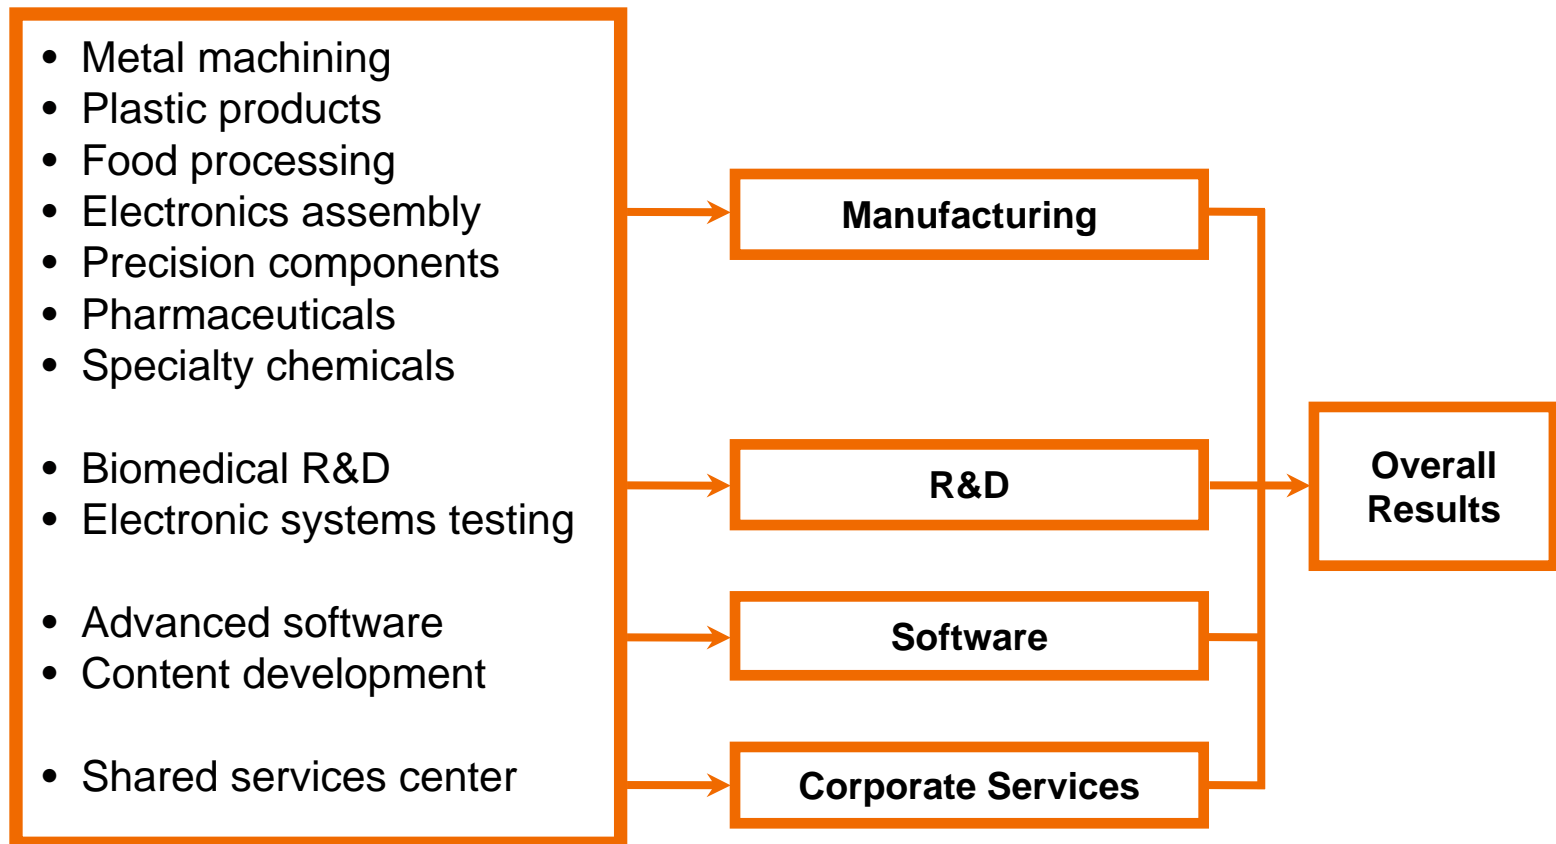 • Metal machining
• Plastic products
• Food processing
• Electronics assembly
• Precision components
• Pharmaceuticals
• Specialty chemicals
• Biomedical R&D
• Electronic systems testing
• Advanced software
• Content development
• Shared services center
Manufacturing
R&D
Software
Corporate Services
Overall
Results